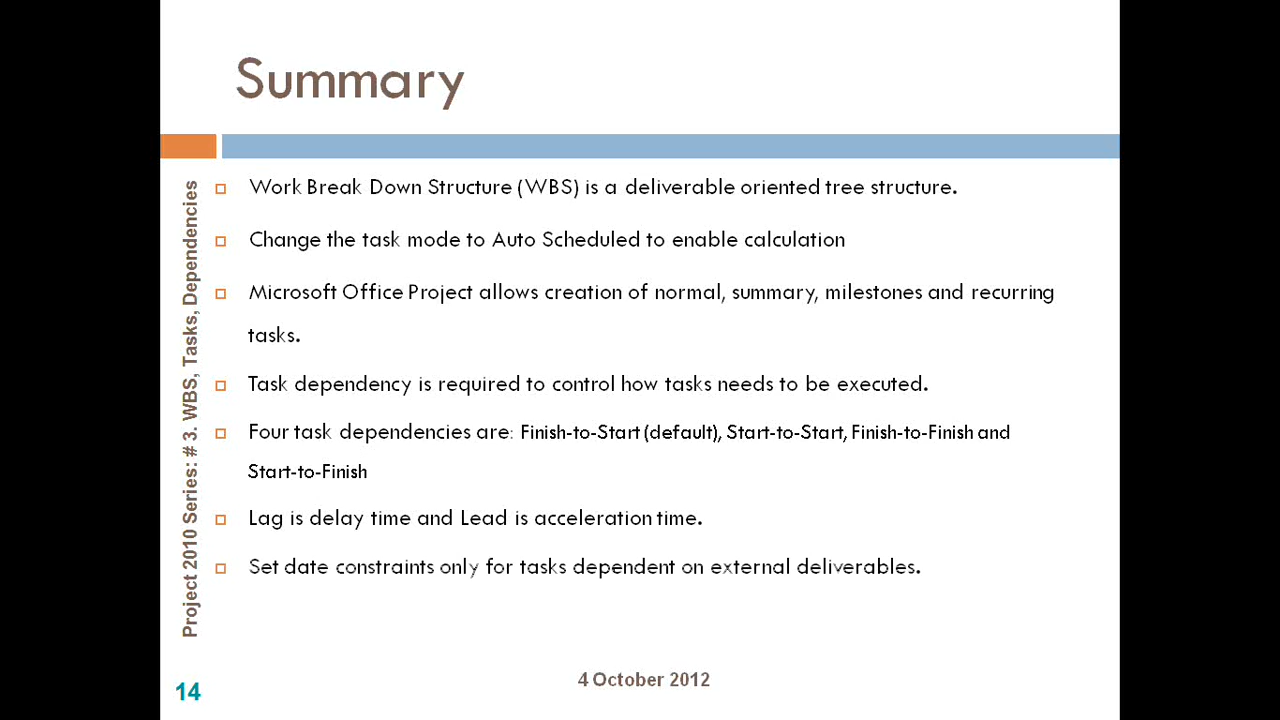 Summary
Work Break Down Structure (WBS) is a deliverable oriented tree structure.
Change the task mode to Auto Scheduled to enable calculation
Microsoft Office Project allows creation of normal, summary, milestones and recurring
tasks.
Task dependency is required to control how tasks needs to be executed.
Four task dependencies are: Finish-to-Start (default), Start-to-Start, Finish-to-Finish and
Start-to-Finish
Lag is delay time and Lead is acceleration time.
Set date constraints only for tasks dependent on external deliverables.
Project 2010 Series: # 3. WBS, Tasks, Dependencies
14
4 October 2012